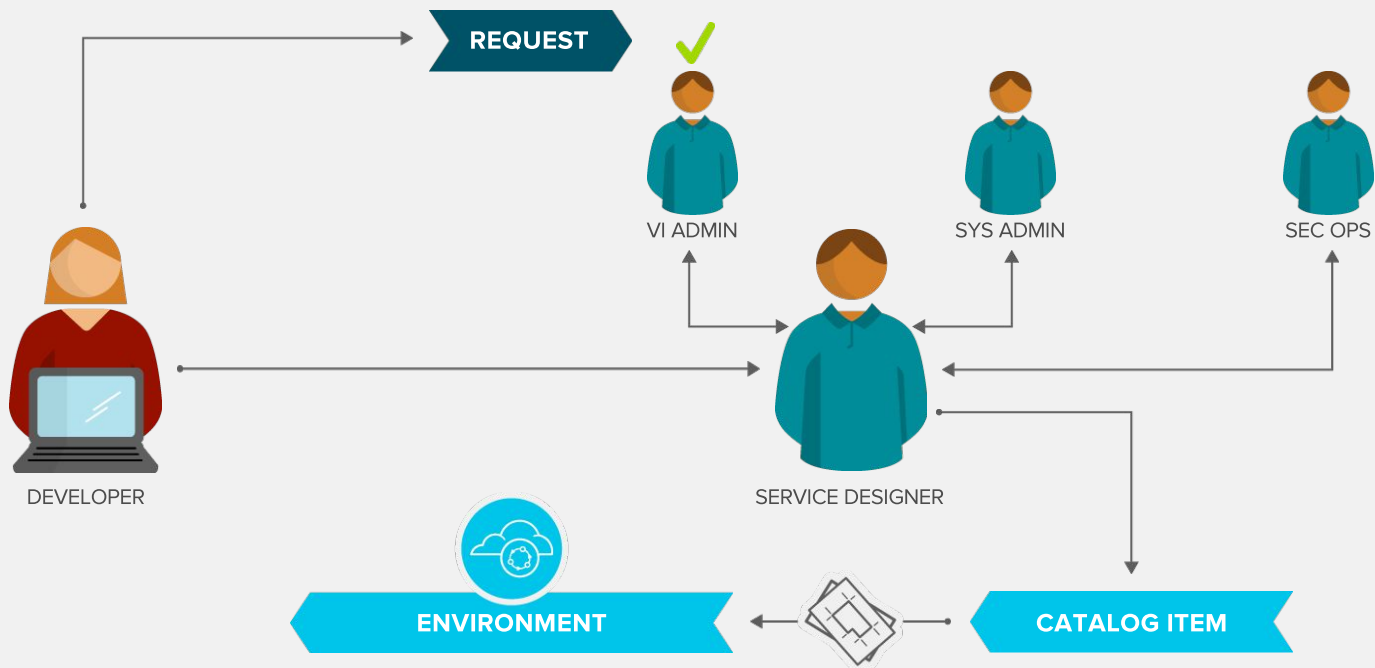 REQUEST
VI ADMIN
SYS ADMIN
SEC OPS
DEVELOPER
SERVICE DESIGNER
ENVIRONMENT
CATALOG ITEM